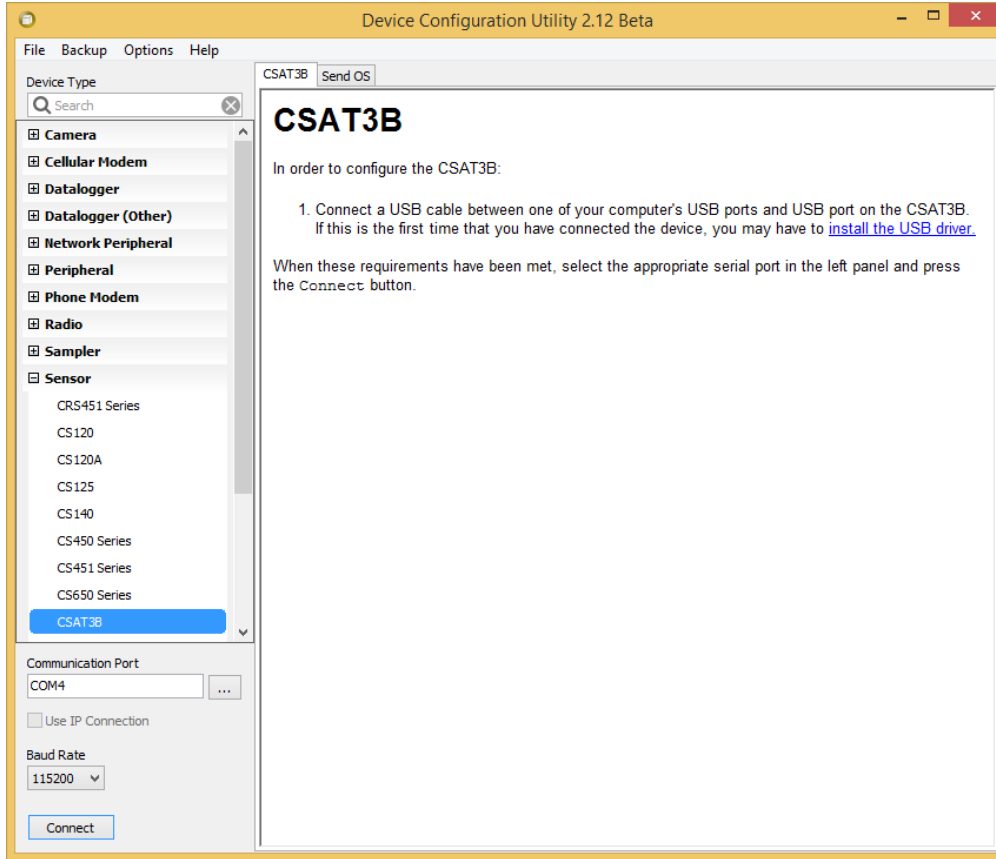 Device Configuration Utility 2.12 Beta
File Backup Options Help
Device Type
Search
Camera
Cellular Modem
Datalogger
Datalogger (Other)
Network Peripheral
Peripheral
Phone Modem
Radio
Sampler
Sensor
CRS451 Series
CS120
CS120A
CS125
CS140
CS450 Series
CS451 Series
CS650 Series
CSAT3B
Communication Port
COM4
...
Use IP Connection
Baud Rate
115200
Connect
CSAT3B Send OS
CSAT3B
In order to configure the CSAT3B:
1. Connect a USB cable between one of your computer's USB ports and USB port on the CSAT3B.
If this is the first time that you have connected the device, you may have to install the USB driver.
When these requirements have been met, select the appropriate serial port in the left panel and press
the Connect button.